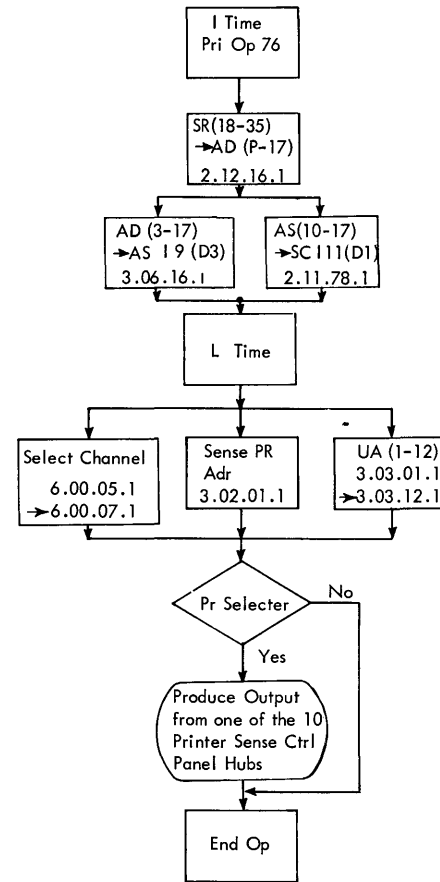 I Time
Pri Op 76
SR(18-35)
→AD (P-17)
2.12.16.1
AD (3-17)
→AS I 9 (D3)
3.06.16.1
AS(10-17)
→SC I11(D1)
2.11.78.1
L Time
Select Channel
6.00.05.1
→6.00.07.1
Sense PR
Adr
3.02.01.1
UA (1-12)
3.03.01.1
→3.03.12.1
Pr Selecter
No
Yes
Produce Output
from one of the 10
Printer Sense Ctrl
Panel Hubs
End Op